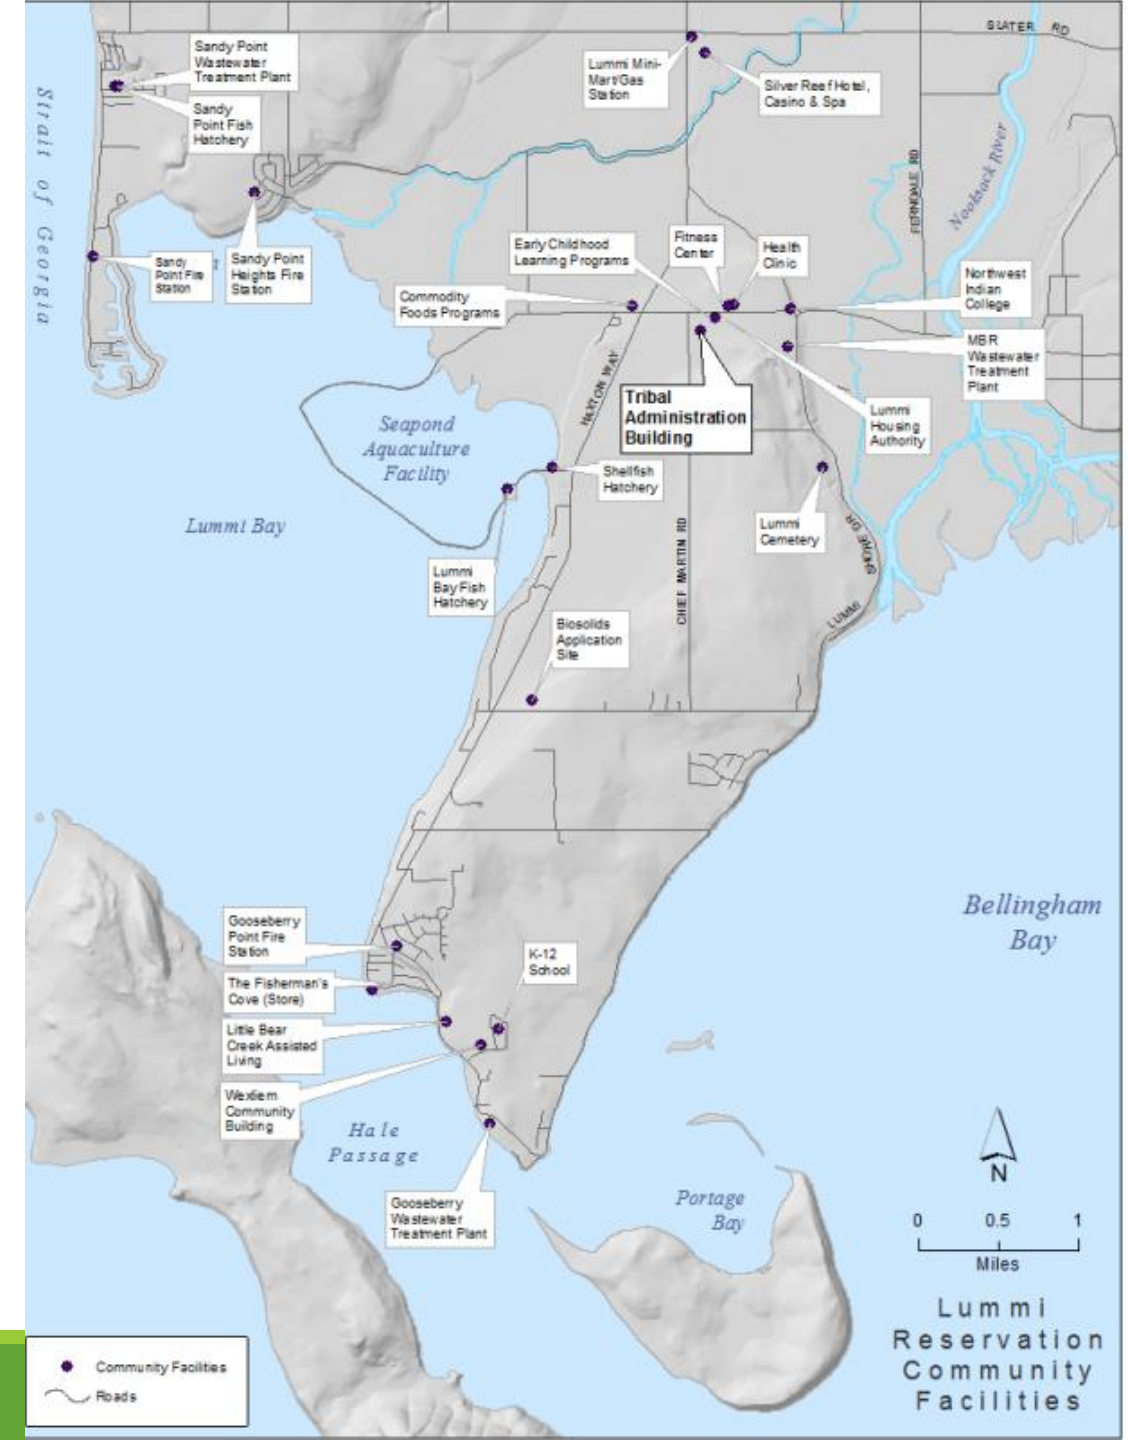 SLATER RD
Sandy Point
Wastewater
Treatment Plant
Sandy
Point Fish
Hatchery
Lummi Mini-
Mart/Gas
Station
Silver Reef Hotel,
Casino & Spa
Strait of Georgia
FERNDALE RD
Nooksack River
Sandy
Point Fire
Station
Sandy Point
Heights Fire
Station
Early Childhood
Learning Programs
Fitness
Center
Health
Clinic
Commodity
Foods Programs
Northwest
Indian
College
MBR
Wastewater
Treatment
Plant
HAXTON WAY
Tribal
Administration
Building
Lummi
Housing
Authority
Seapond
Aquaculture
Facility
Shellfish
Hatchery
Lummi Bay
Lummi
Cemetery
CHIEF MARTIN RD
LUMMI SHORE DR
Lummi
Bay Fish
Hatchery
Biosolids
Application
Site
Bellingham
Bay
Gooseberry
Point Fire
Station
K-12
School
The Fisherman's
Cove (Store)
Little Bear
Creek Assisted
Living
Wexliem
Community
Building
Hale
Passage
Gooseberry
Wastewater
Treatment Plant
Portage
Bay
N
0 0.5 1
Miles
Lummi
Reservation
Community
Facilities
Community Facilities
Roads